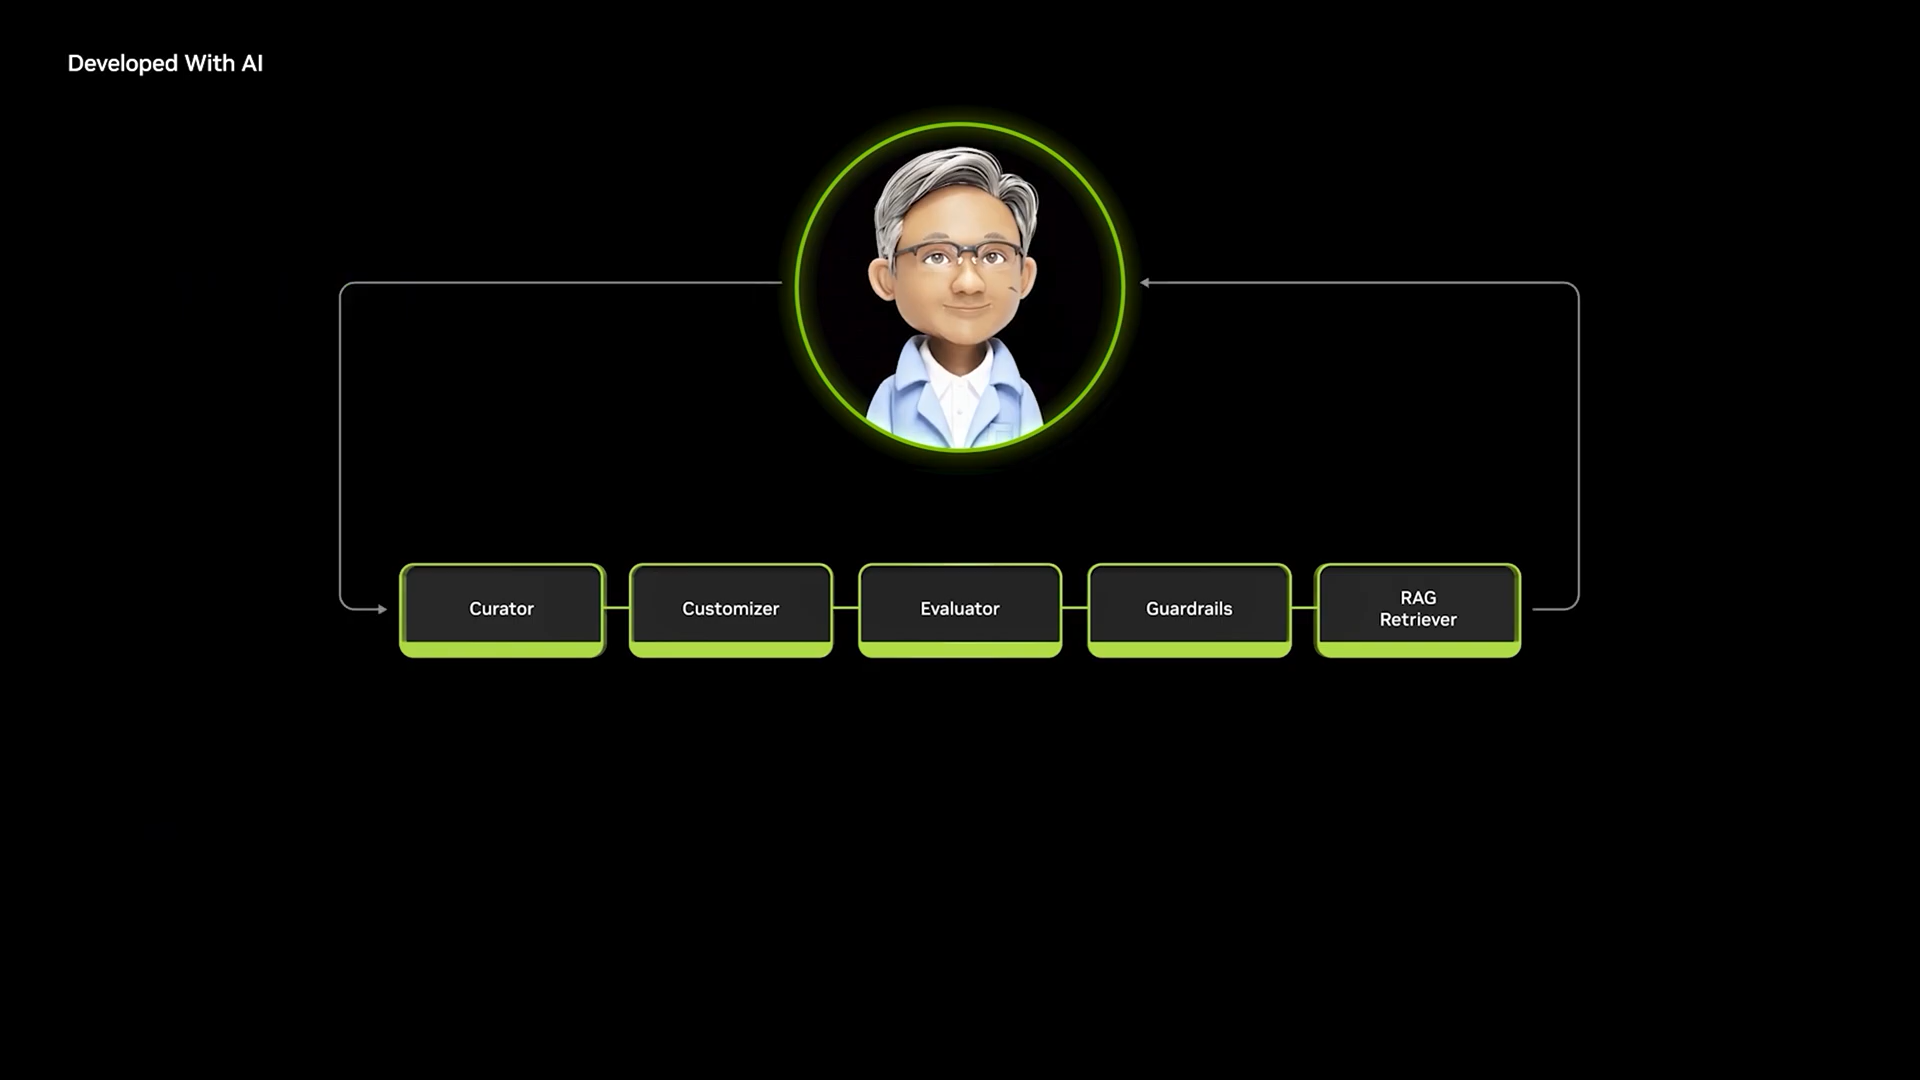 Developed With AI
Curator
Customizer
Evaluator
Guardrails
RAG
Retriever